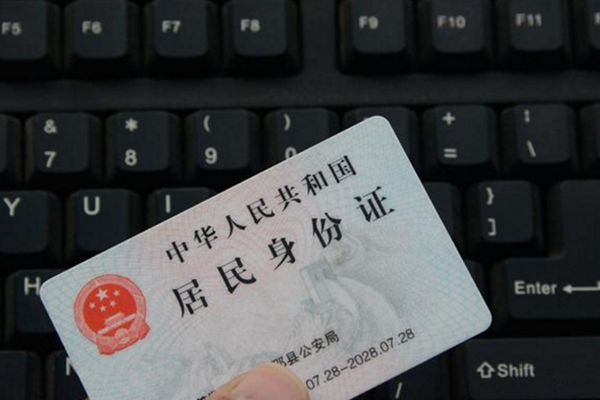 F5 F6 F7 F8 F9 F10 F11
& * ( ) + =
7 8 9
Y U I } ]
中华人民共和国
居民身份证
县公安局
07.28-2028.07.28
H Enter
N / Shift